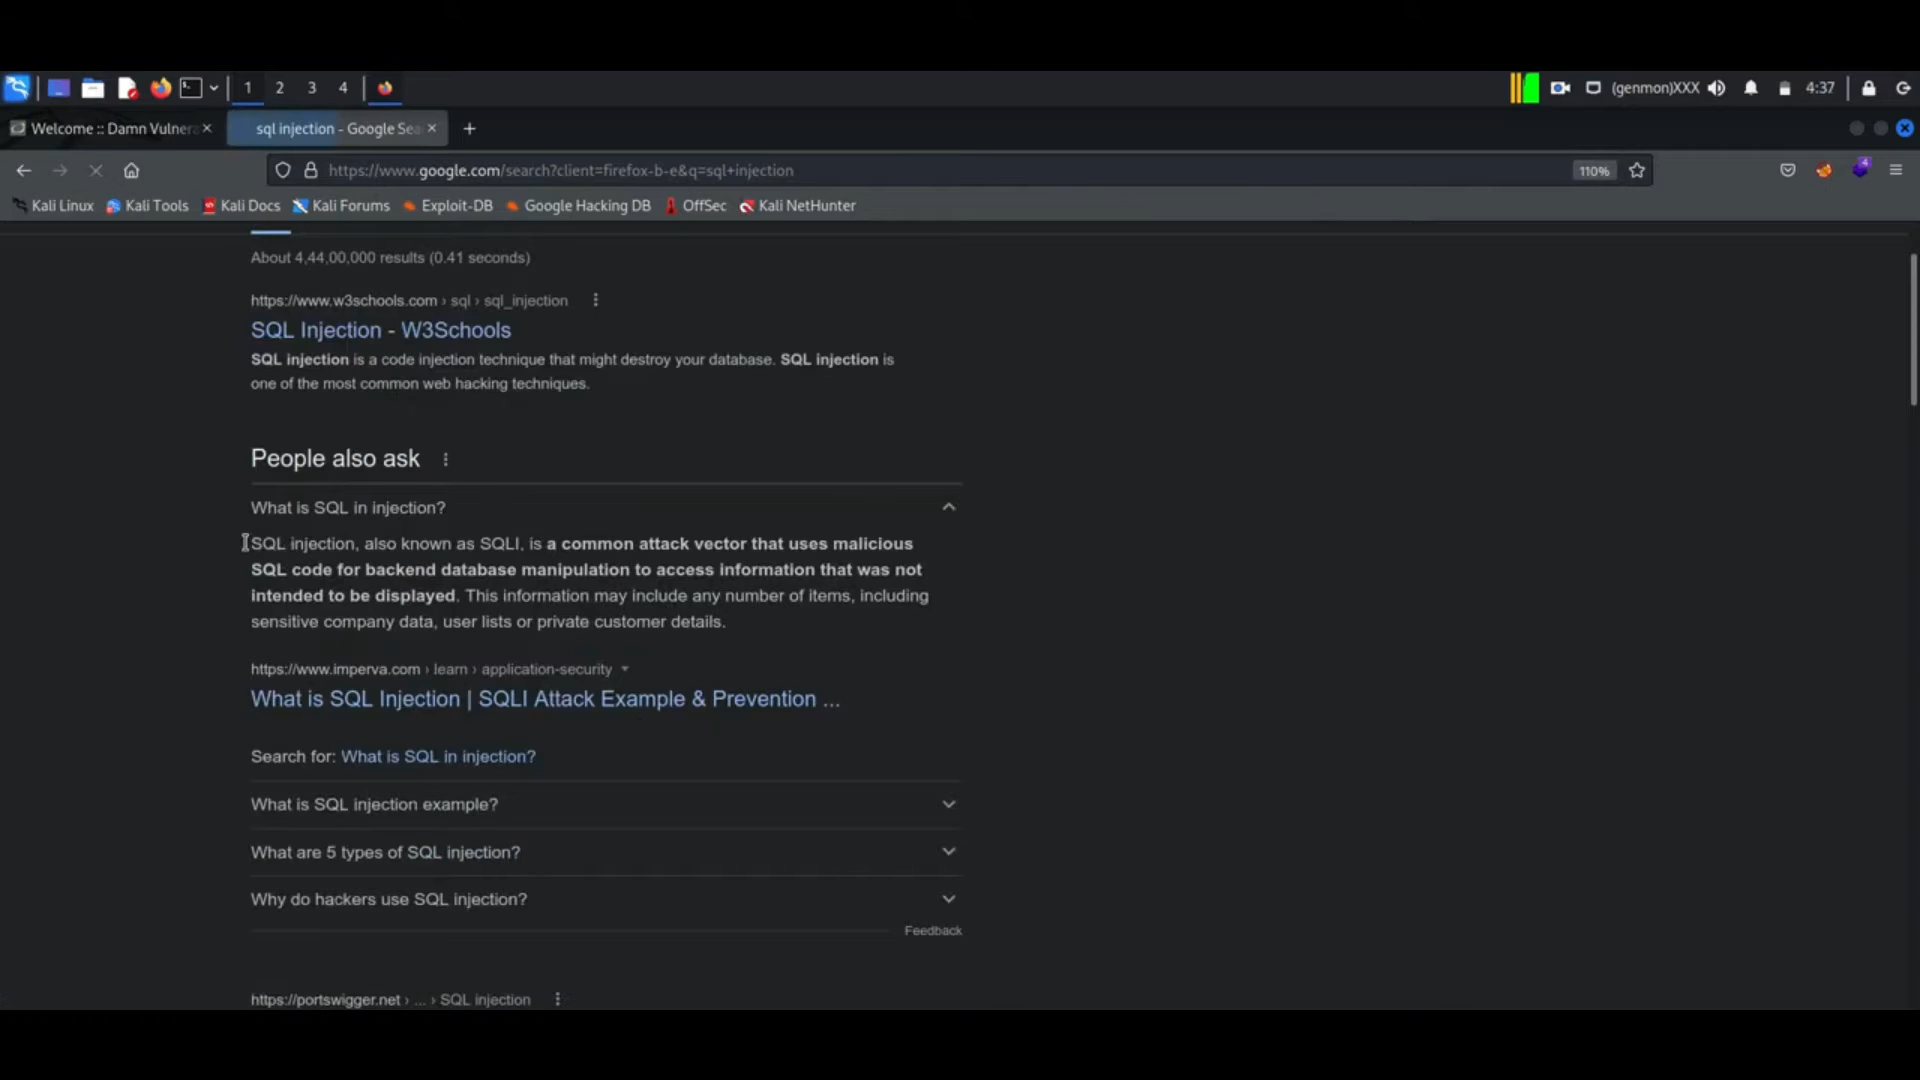 1 2 3 4 (genmon)XXX 4:37
Welcome :: Damn Vulnera
sql injection - Google Sea
https://www.google.com/search?client=firefox-b-e&q=sql+injection 110%
4
Kali Linux Kali Tools Kali Docs Kali Forums Exploit-DB Google Hacking DB OffSec Kali NetHunter
About 4,44,00,000 results (0.41 seconds)
https://www.w3schools.com › sql › sql_injection
SQL Injection - W3Schools
SQL injection is a code injection technique that might destroy your database. SQL injection is
one of the most common web hacking techniques.
People also ask
What is SQL in injection?
SQL injection, also known as SQLI, is a common attack vector that uses malicious
SQL code for backend database manipulation to access information that was not
intended to be displayed. This information may include any number of items, including
sensitive company data, user lists or private customer details.
https://www.imperva.com › learn › application-security
What is SQL Injection | SQLI Attack Example & Prevention ...
Search for: What is SQL in injection?
What is SQL injection example?
What are 5 types of SQL injection?
Why do hackers use SQL injection?
Feedback
https://portswigger.net › ... › SQL injection